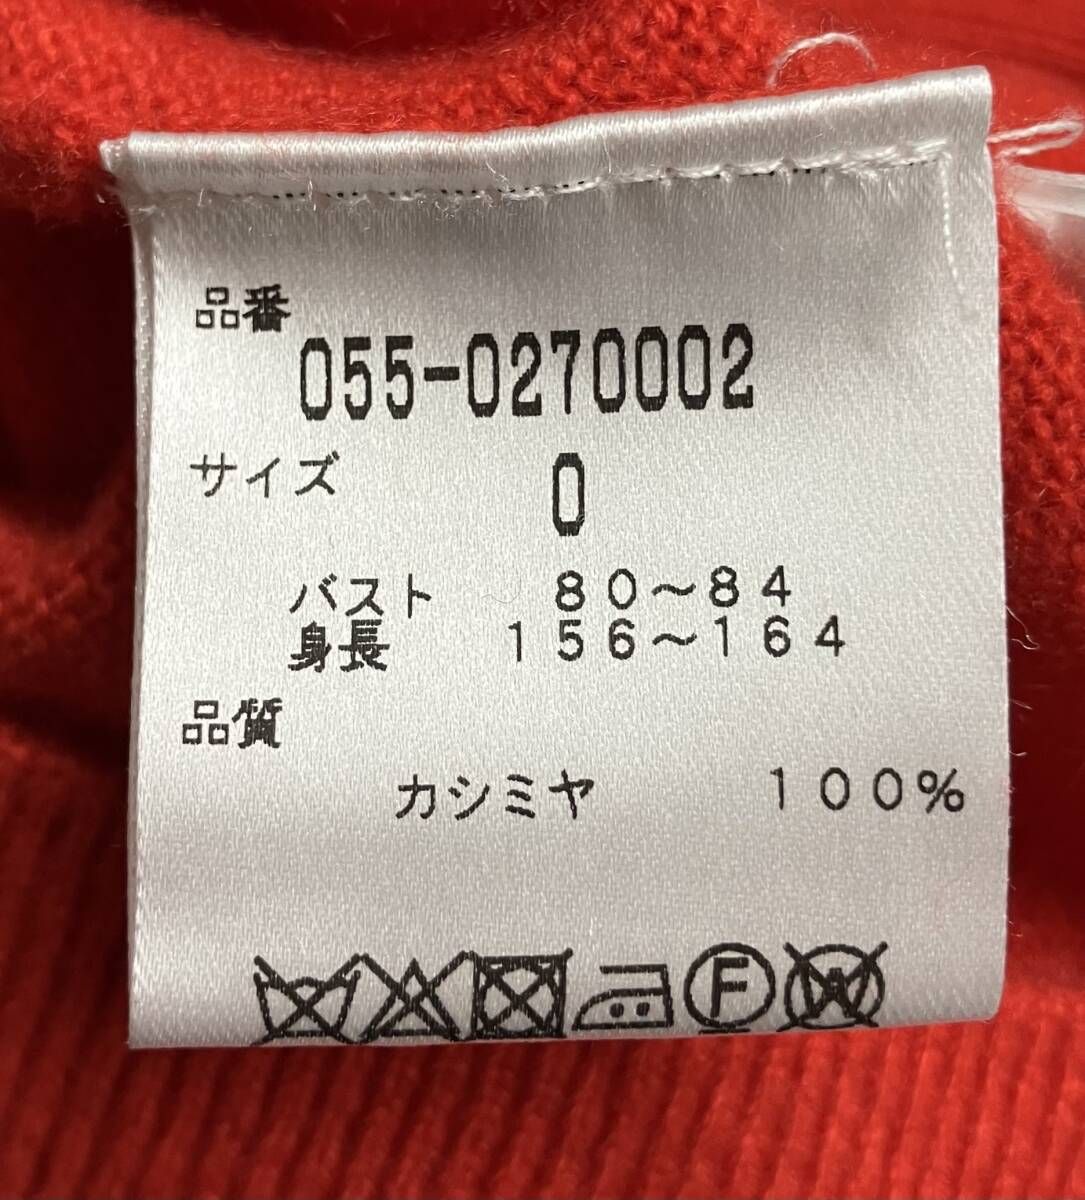 品番
055-0270002
サイズ 0
バスト 80～84
身長 156～164
品質
カシミヤ 100%
F W